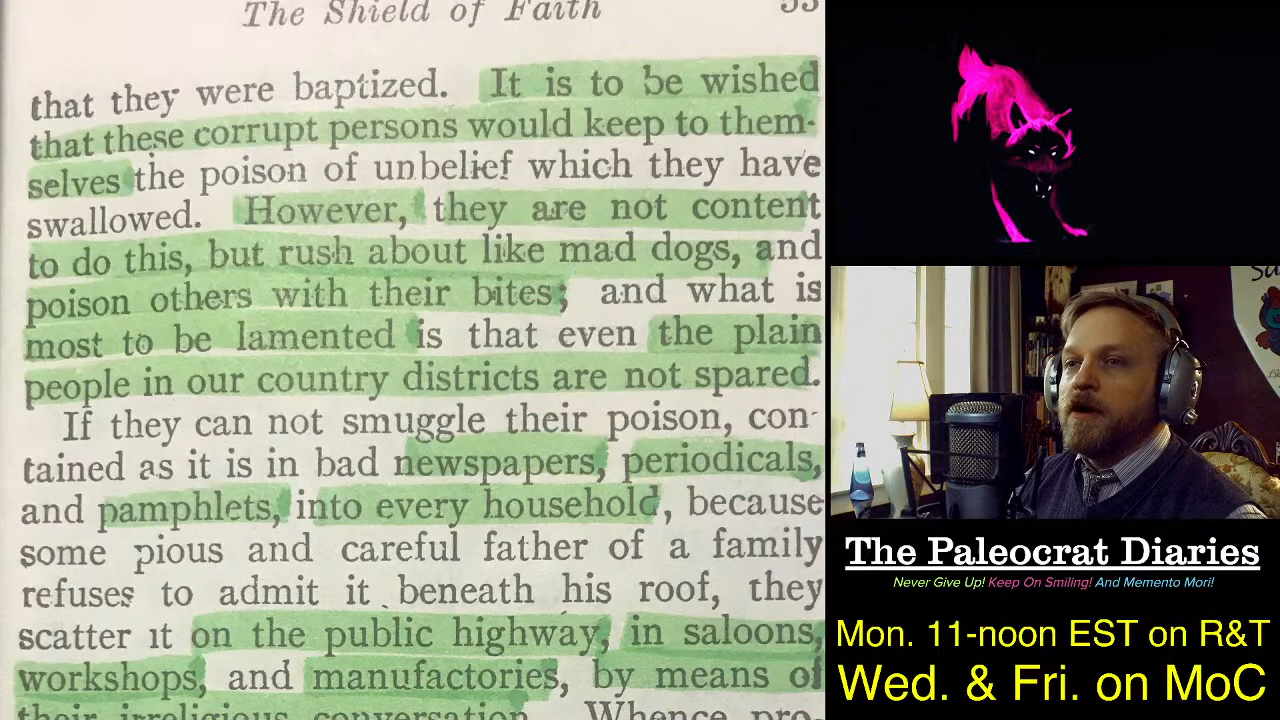 The Shield of Faith 55
that they were baptized. It is to be wished
that these corrupt persons would keep to them-
selves the poison of unbelief which they have
swallowed. However, they are not content
to do this, but rush about like mad dogs, and
poison others with their bites; and what is
most to be lamented is that even the plain
people in our country districts are not spared.
If they can not smuggle their poison, con-
tained as it is in bad newspapers, periodicals,
and pamphlets, into every household, because
some pious and careful father of a family
refuses to admit it beneath his roof, they
scatter it on the public highway, in saloons,
workshops, and manufactories, by means of
their irreligious conversation. Whence pro-
The Paleocrat Diaries
Never Give Up! Keep On Smiling! And Memento Mori!
Mon. 11-noon EST on R&T
Wed. & Fri. on MoC